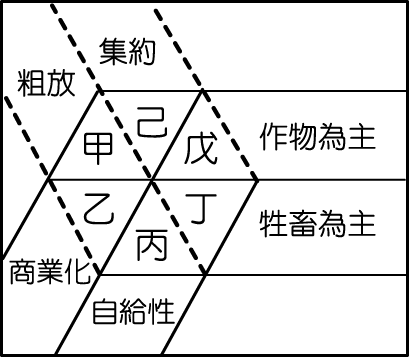 集約
粗放
己
甲
戊
作物為主
乙
丁
牲畜為主
丙
商業化
自給性